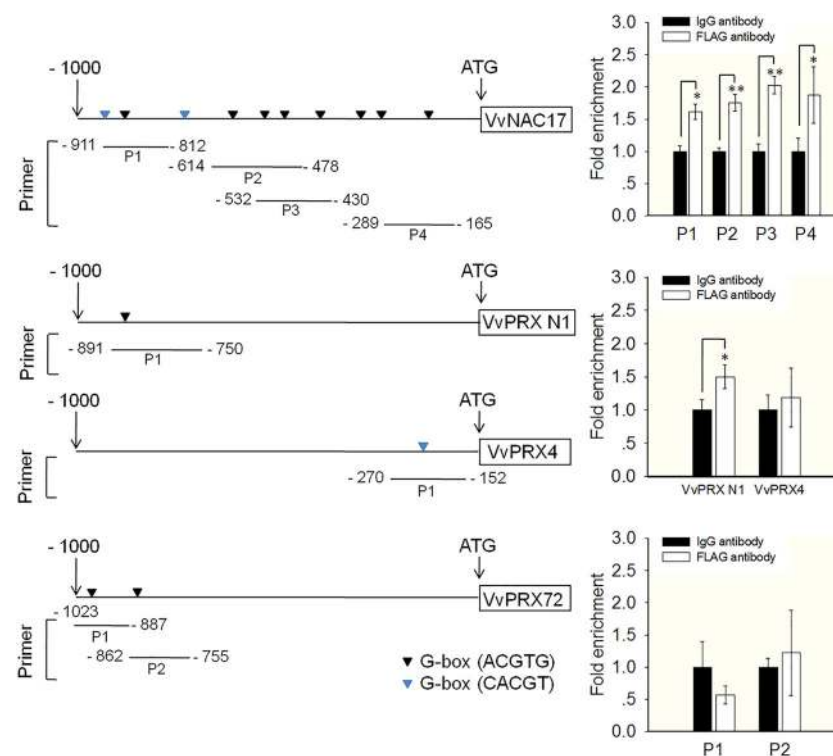 - 1000
ATG
VvNAC17
Primer
- 911
- 812
P1
- 614
- 478
P2
- 532
- 430
P3
- 289
- 165
P4
IgG antibody
FLAG antibody
Fold enrichment
3.0
2.5
2.0
1.5
1.0
.5
0.0
*
**
**
*
P1 P2 P3 P4
- 1000
ATG
VvPRX N1
Primer
- 891
- 750
P1
- 1000
ATG
VvPRX4
Primer
- 270
- 152
P1
IgG antibody
FLAG antibody
Fold enrichment
3.0
2.5
2.0
1.5
1.0
.5
0.0
*
VvPRX N1 VvPRX4
- 1000
ATG
VvPRX72
Primer
- 1023
- 887
P1
- 862
- 755
P2
G-box (ACGTG)
G-box (CACGT)
IgG antibody
FLAG antibody
Fold enrichment
3.0
2.5
2.0
1.5
1.0
.5
0.0
P1 P2